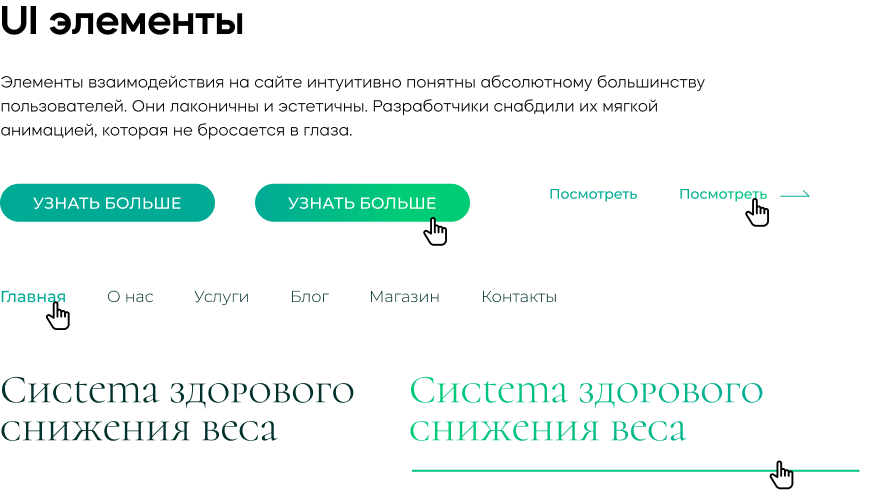 UI элементы
Элементы взаимодействия на сайте интуитивно понятны абсолютному большинству
пользователей. Они лаконичны и эстетичны. Разработчики снабдили их мягкой
анимацией, которая не бросается в глаза.
УЗНАТЬ БОЛЬШЕ УЗНАТЬ БОЛЬШЕ Посмотреть Посмотреть
Главная О нас Услуги Блог Магазин Контакты
Система здорового Система здорового
снижения веса снижения веса